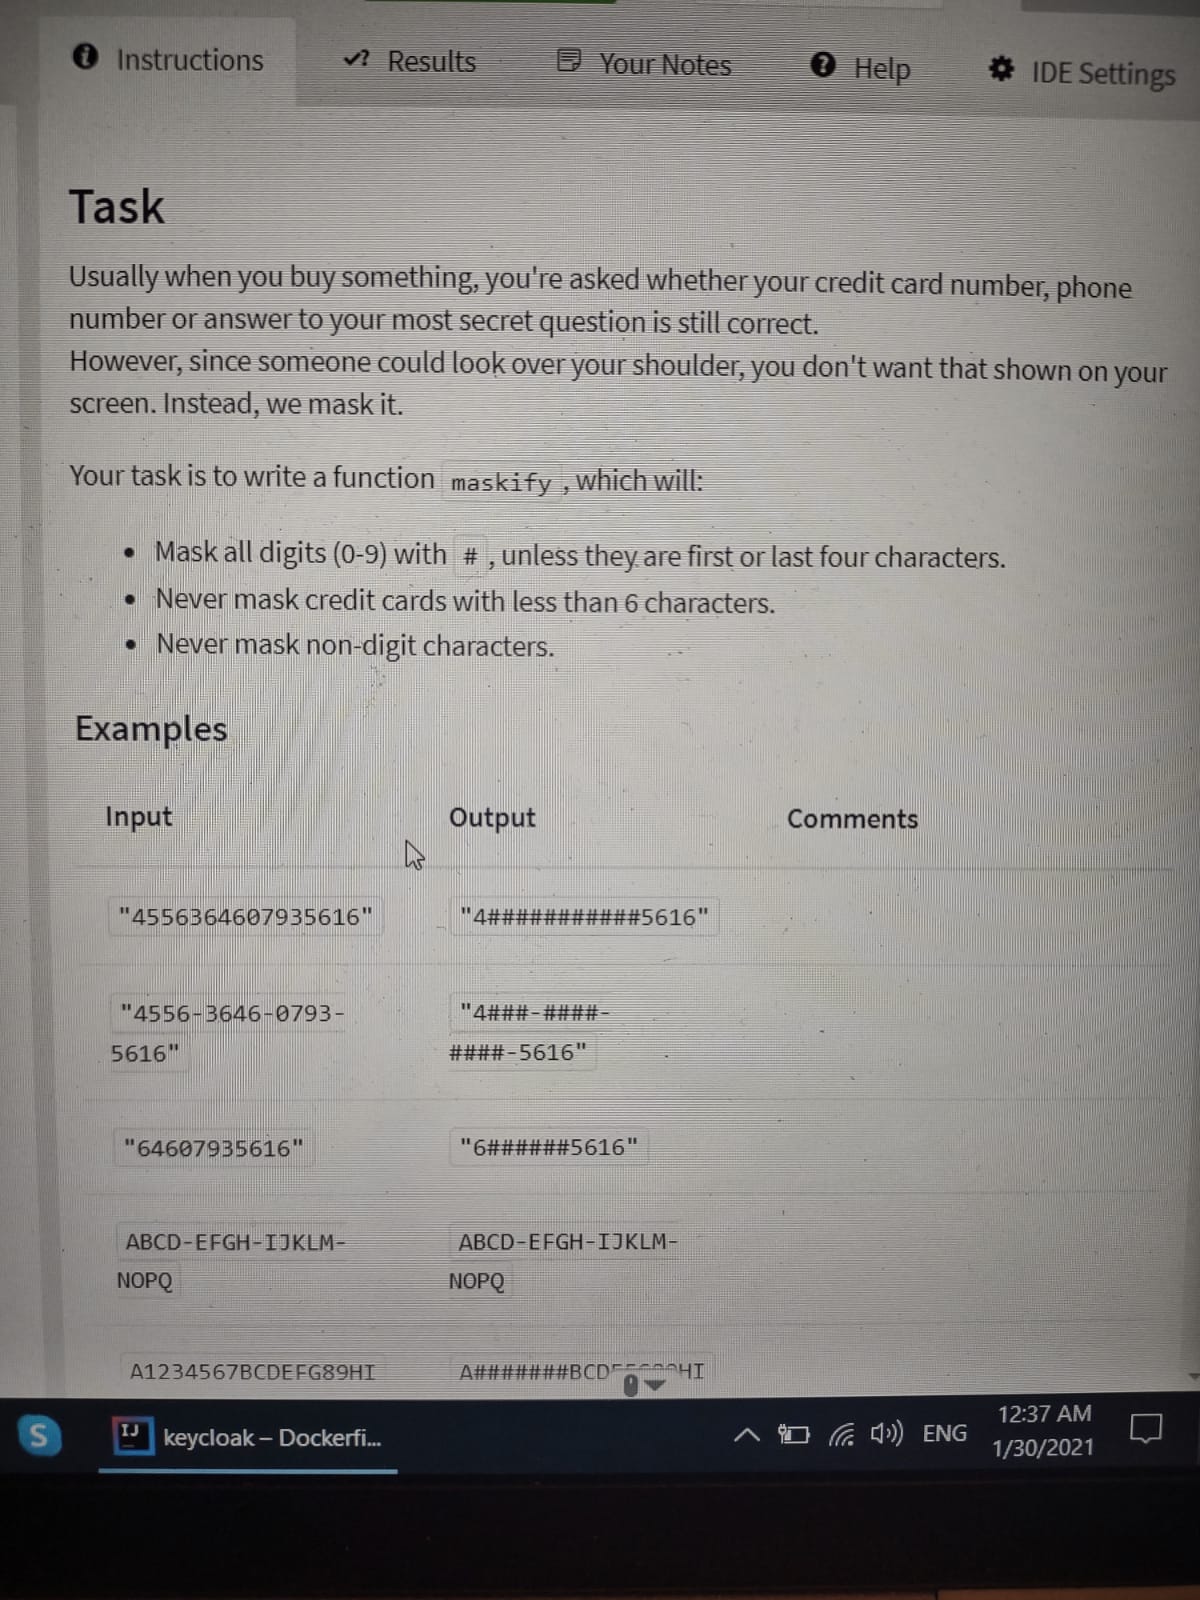 Instructions
Results
Your Notes
Help
IDE Settings
Task
Usually when you buy something, you're asked whether your credit card number, phone
number or answer to your most secret question is still correct.
However, since someone could look over your shoulder, you don't want that shown on your
screen. Instead, we mask it.
Your task is to write a function maskify, which will:
• Mask all digits (0-9) with #, unless they are first or last four characters.
• Never mask credit cards with less than 6 characters.
• Never mask non-digit characters.
Examples
Input Output Comments
"4556364607935616" "4###########5616"
"4556-3646-0793- "4###-####-
5616" ####-5616"
"64607935616" "6######5616"
ABCD-EFGH-IJKLM- ABCD-EFGH-IJKLM-
NOPQ NOPQ
A1234567BCDEFG89HI
S
IJ
keycloak – Dockerfi...
ENG
12:37 AM
1/30/2021